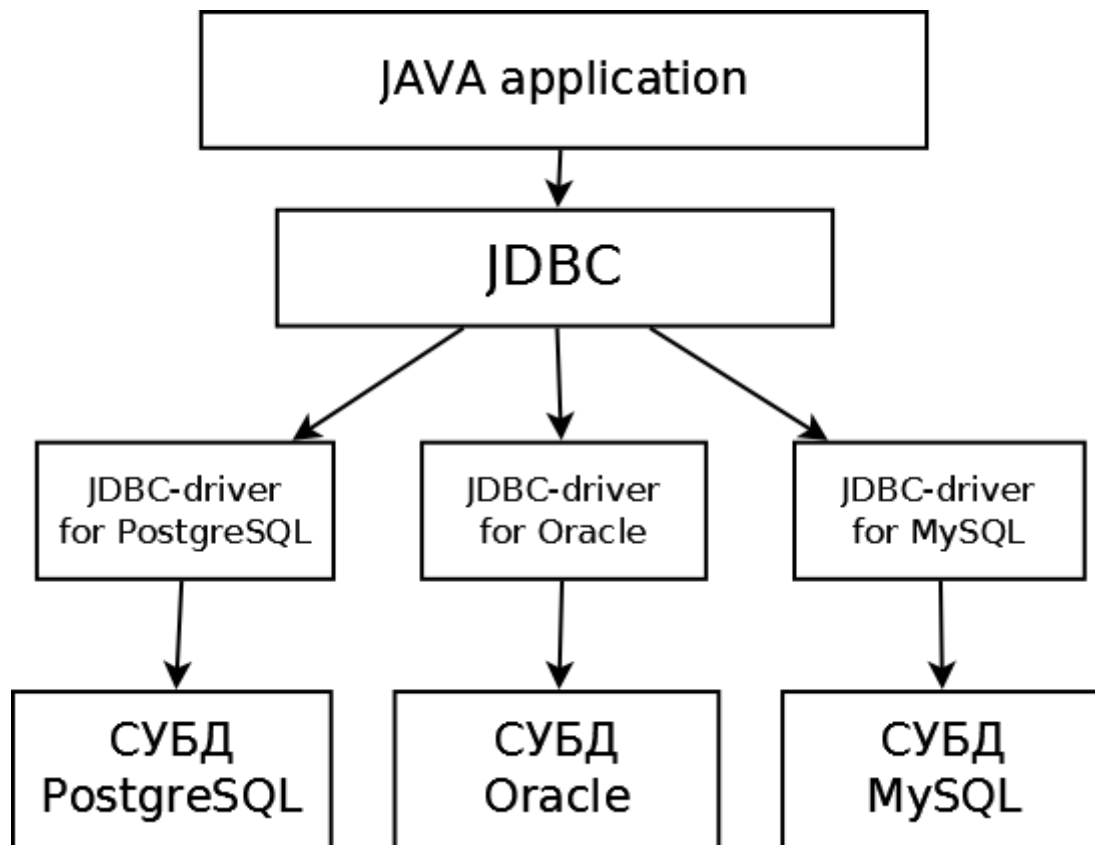 JAVA application
JDBC
JDBC-driver
for PostgreSQL
JDBC-driver
for Oracle
JDBC-driver
for MySQL
СУБД
PostgreSQL
СУБД
Oracle
СУБД
MySQL